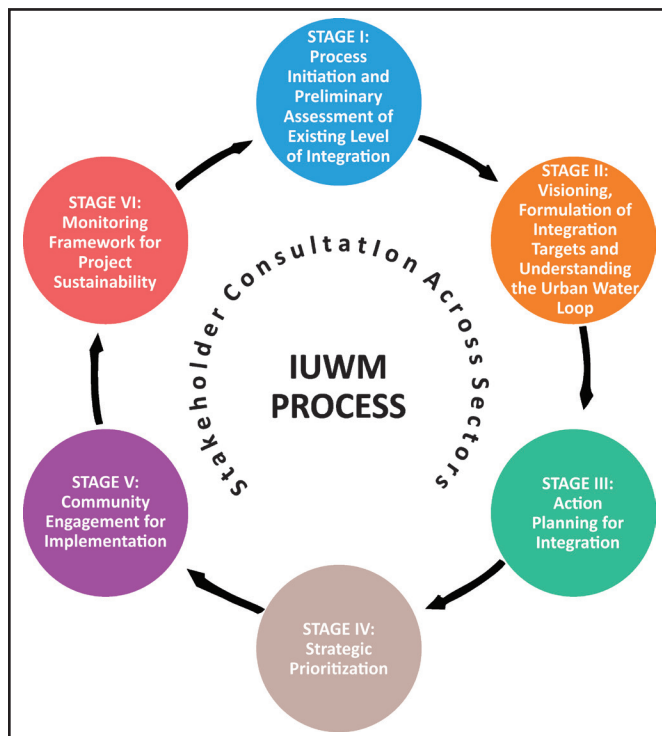 STAGE I:
Process
Initiation and
Preliminary
Assessment of
Existing Level
of Integration
STAGE II:
Visioning,
Formulation of
Integration
Targets and
Understanding
the Urban Water
Loop
STAGE III:
Action
Planning for
Integration
STAGE IV:
Strategic
Prioritization
STAGE V:
Community
Engagement for
Implementation
STAGE VI:
Monitoring
Framework for
Project
Sustainability
Stakeholder Consultation Across Sectors
IUWM
PROCESS